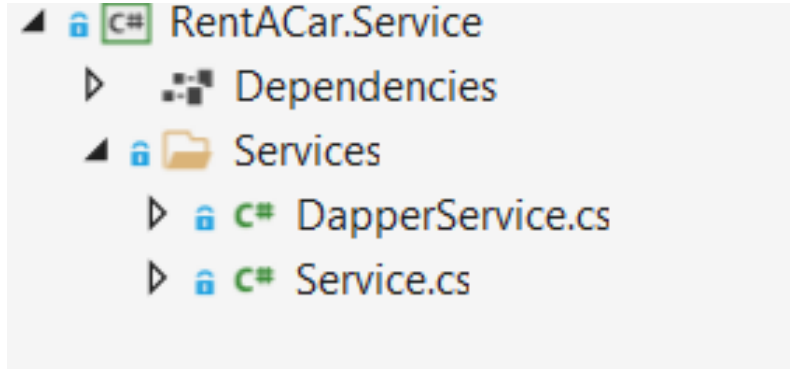 C# RentACar.Service
Dependencies
Services
C# DapperService.cs
C# Service.cs